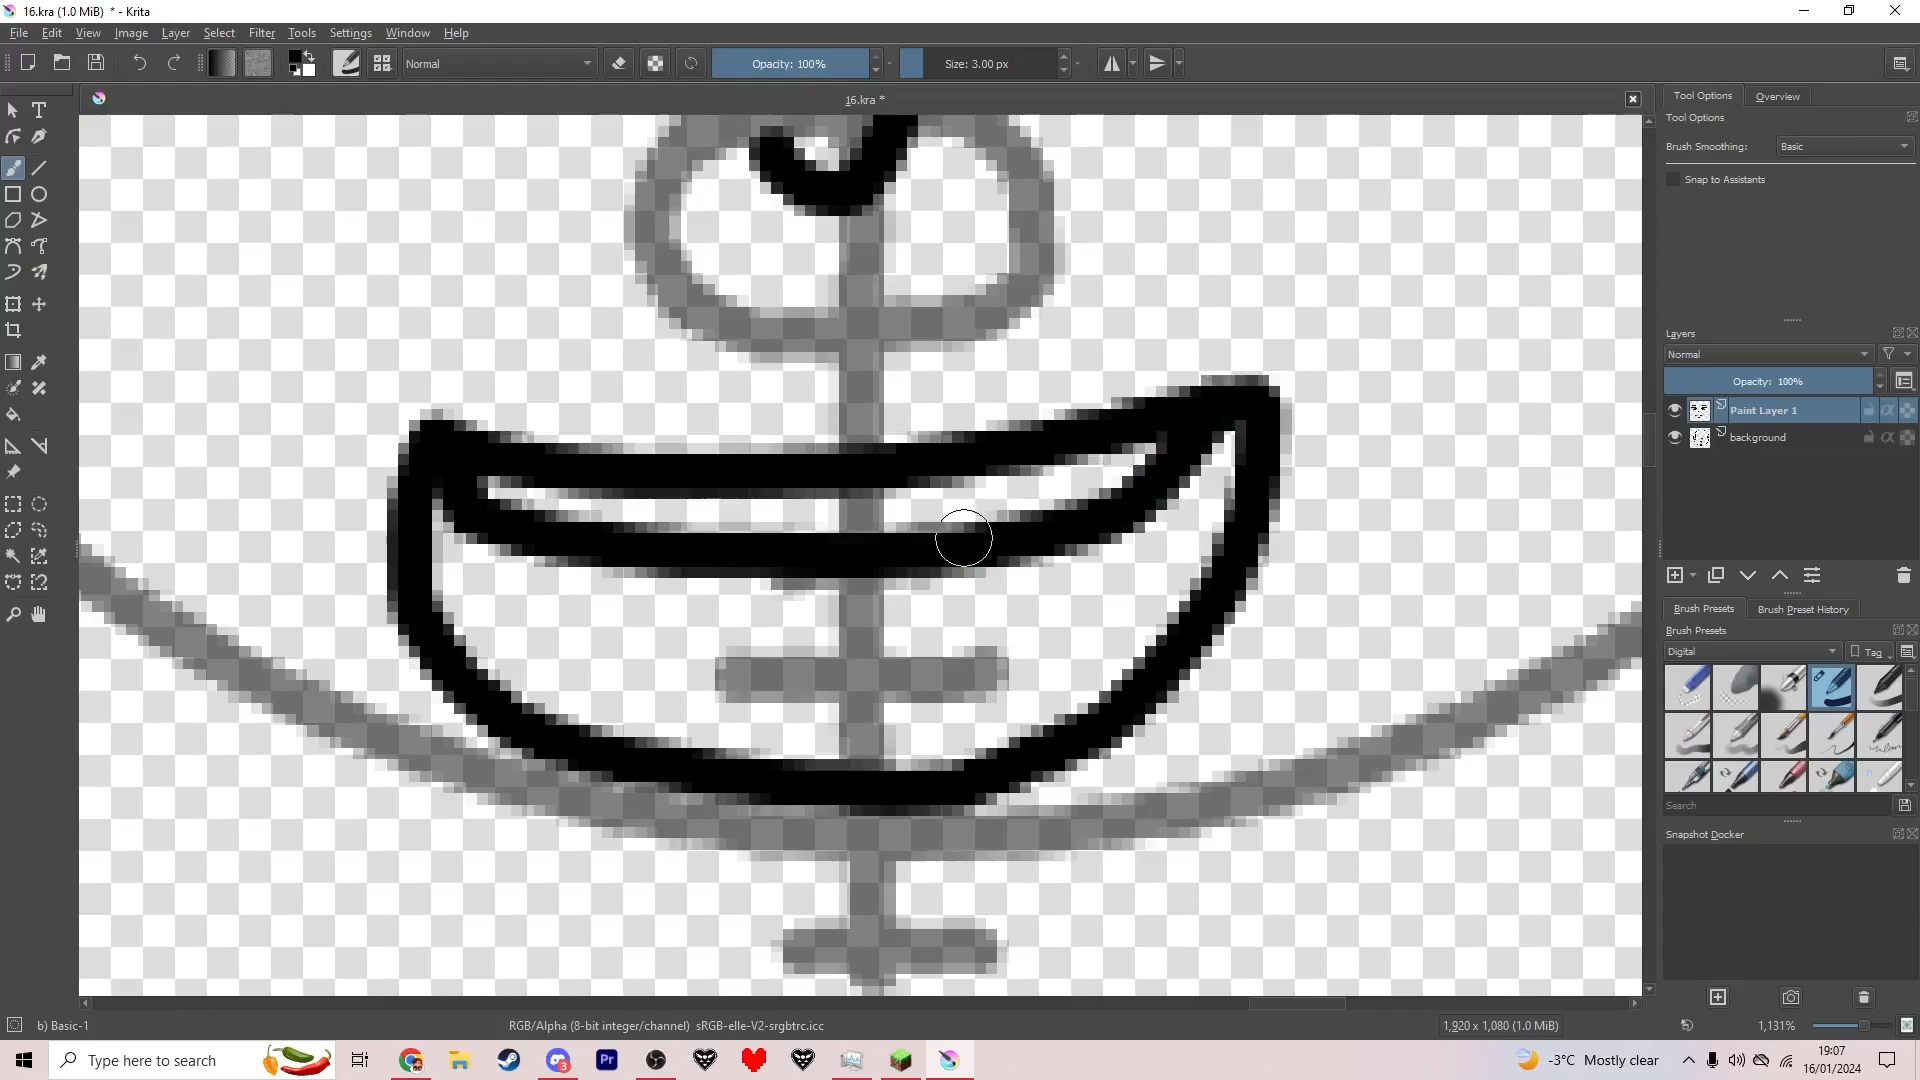 16.kra (1.0 MiB) * - Krita
File Edit View Image Layer Select Filter Tools Settings Window Help
Normal
Opacity: 100%
Size: 3.00 px
16.kra *
Tool Options Overview
Tool Options
Brush Smoothing: Basic
Snap to Assistants
Layers
Normal
Opacity: 100%
Paint Layer 1
background
Brush Presets Brush Preset History
Brush Presets
Digital Tag
Search
Snapshot Docker
b) Basic-1
RGB/Alpha (8-bit integer/channel) sRGB-elle-V2-srgbtrc.icc
1,920 x 1,080 (1.0 MiB)
1,131%
Type here to search
Pr
3
-3°C Mostly clear
19:07
16/01/2024